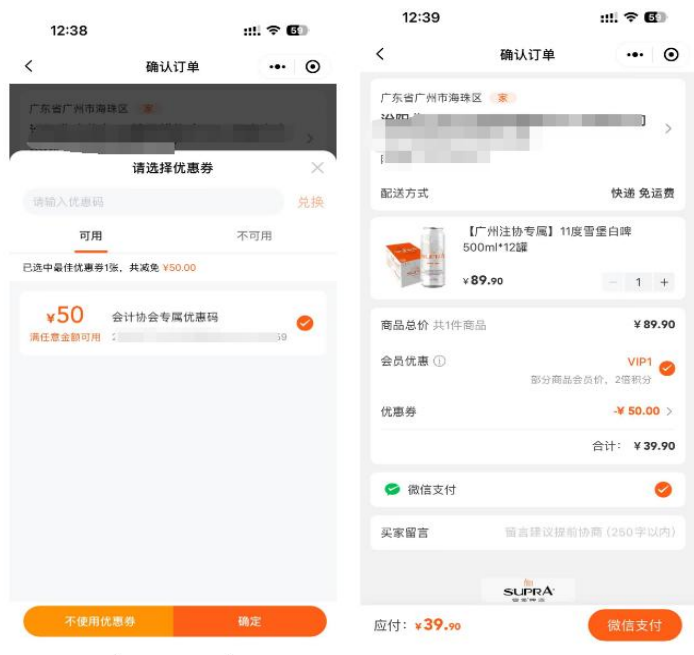 12:38
59
确认订单
广东省广州市海珠区 家
请选择优惠券
请输入优惠码
兑换
可用
不可用
已选中最佳优惠券1张，共减免 ¥50.00
¥50
会计协会专属优惠码
满任意金额可用
59
不使用优惠券
确定
12:39
59
确认订单
广东省广州市海珠区 家
配送方式
快递 免运费
【广州注协专属】11度雪堡白啤
500ml*12罐
¥89.90
1
商品总价 共1件商品
¥89.90
会员优惠
VIP1
部分商品会员价，2倍积分
优惠券
-¥ 50.00
合计： ¥39.90
微信支付
买家留言
留言建议提前协商 (250字以内)
SUPRA
应付：¥39.90
微信支付